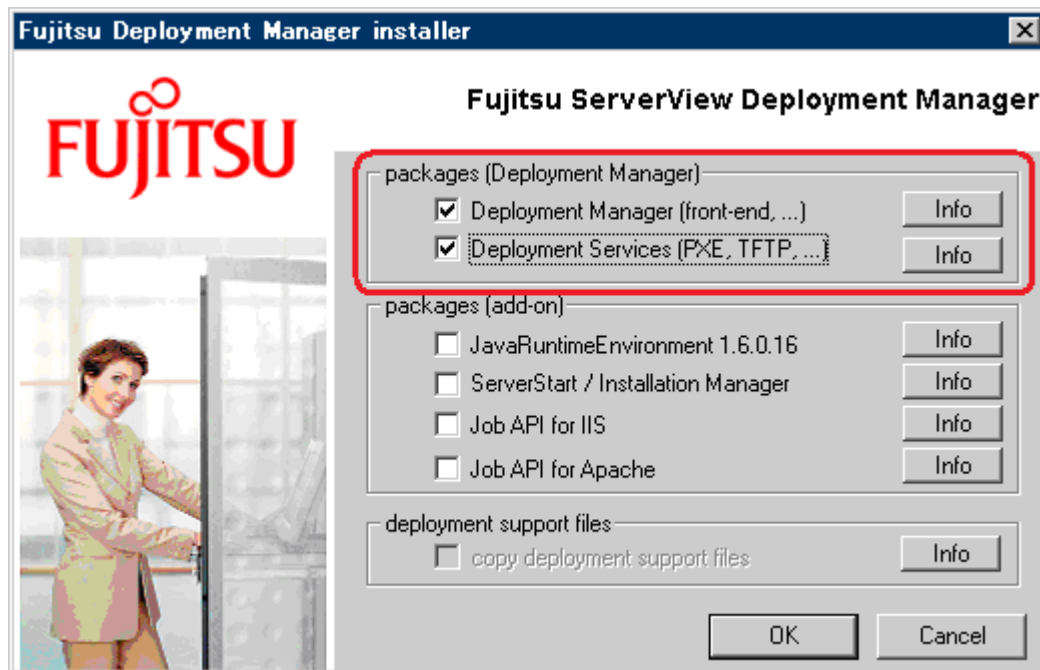 Fujitsu Deployment Manager installer
FUJITSU
Fujitsu ServerView Deployment Manager
packages (Deployment Manager)
Deployment Manager (front-end, ...) Info
Deployment Services (PXE, TFTP, ...) Info
packages (add-on)
JavaRuntimeEnvironment 1.6.0.16 Info
ServerStart / Installation Manager Info
Job API for IIS Info
Job API for Apache Info
deployment support files
copy deployment support files Info
OK Cancel